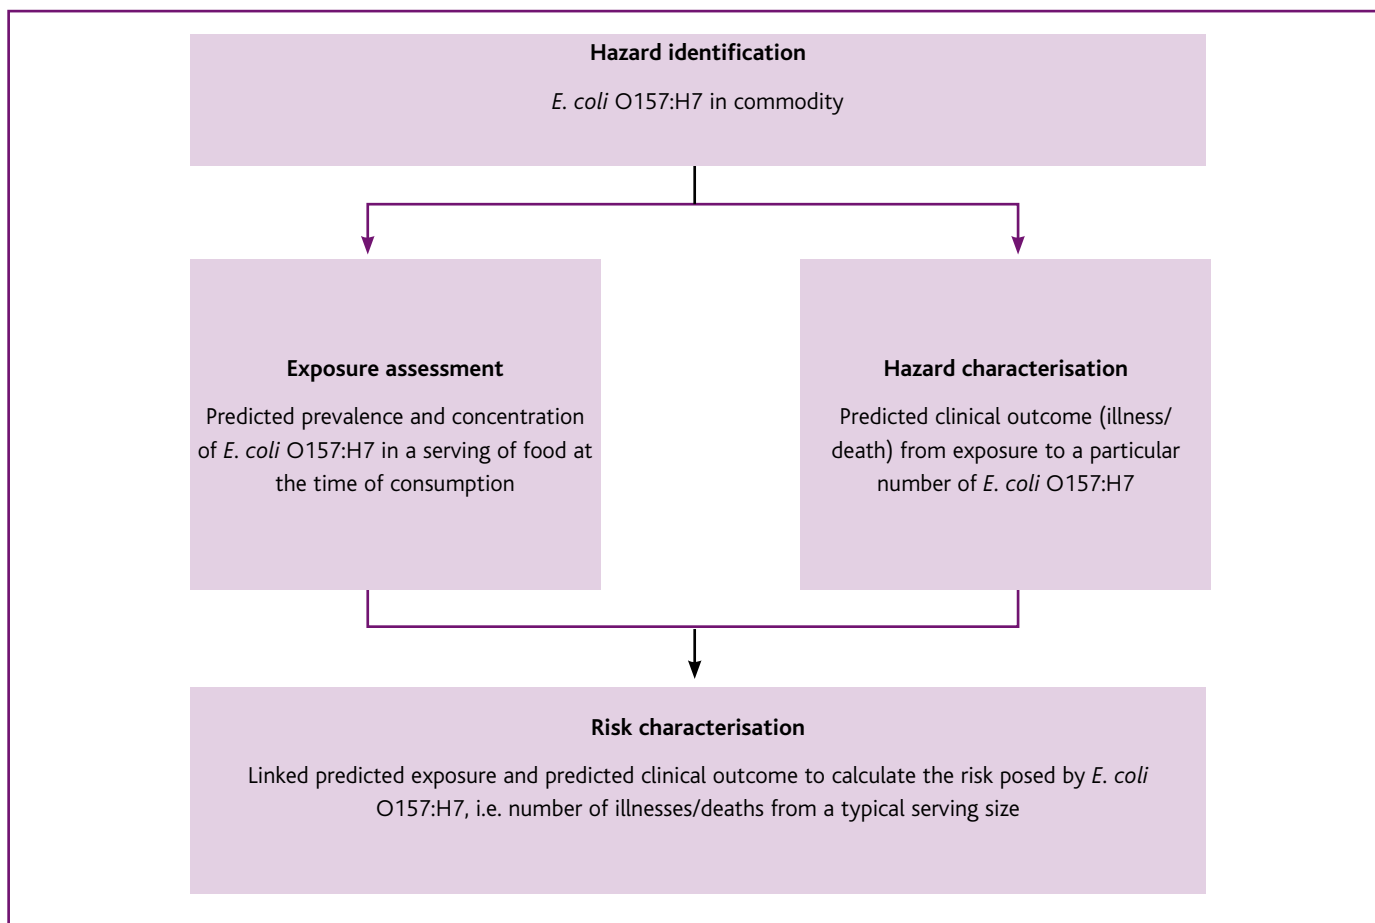 Hazard identification
E. coli O157:H7 in commodity
Exposure assessment
Predicted prevalence and concentration
of E. coli O157:H7 in a serving of food at
the time of consumption
Hazard characterisation
Predicted clinical outcome (illness/
death) from exposure to a particular
number of E. coli O157:H7
Risk characterisation
Linked predicted exposure and predicted clinical outcome to calculate the risk posed by E. coli
O157:H7, i.e. number of illnesses/deaths from a typical serving size